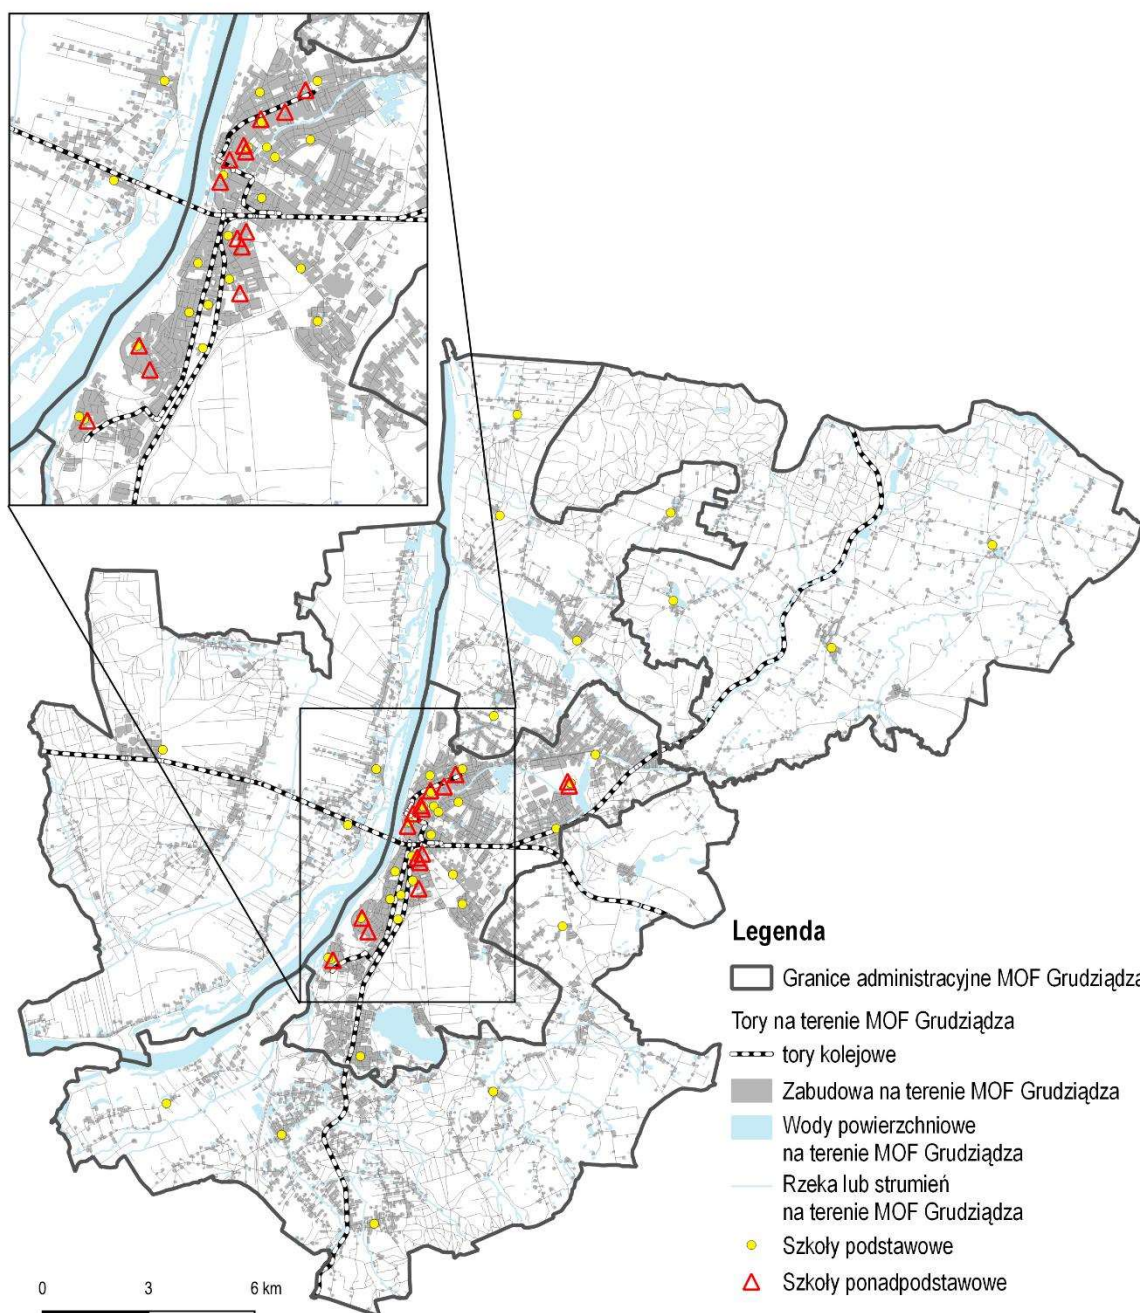 Legenda
Granice administracyjne MOF Grudziądza
Tory na terenie MOF Grudziądza
tory kolejowe
Zabudowa na terenie MOF Grudziądza
Wody powierzchniowe
na terenie MOF Grudziądza
Rzeka lub strumień
na terenie MOF Grudziądza
Szkoły podstawowe
Szkoły ponadpodstawowe
0 3 6 km